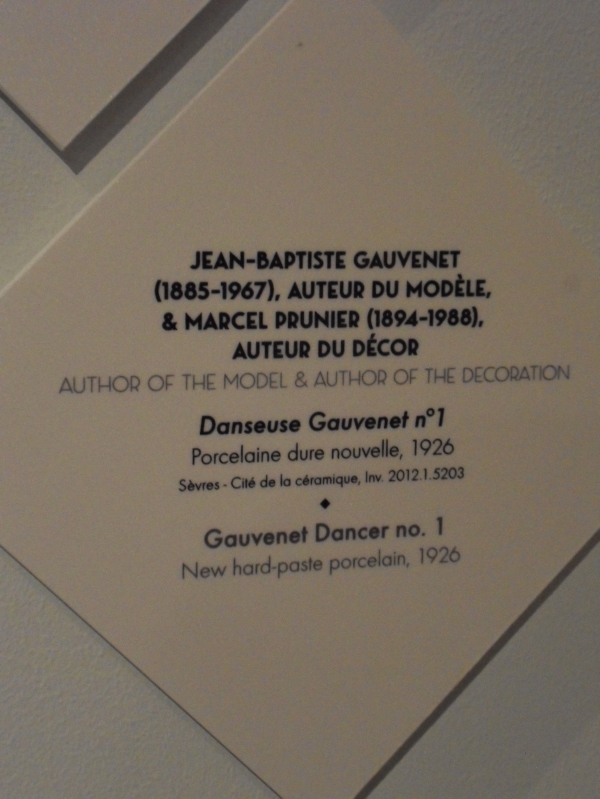 JEAN-BAPTISTE GAUVENET
(1885-1967), AUTEUR DU MODÈLE,
& MARCEL PRUNIER (1894-1988),
AUTEUR DU DÉCOR
AUTHOR OF THE MODEL & AUTHOR OF THE DECORATION
Danseuse Gauvenet n°1
Porcelaine dure nouvelle, 1926
Sèvres - Cité de la céramique, Inv. 2012.1.5203
◆
Gauvenet Dancer no. 1
New hard-paste porcelain, 1926